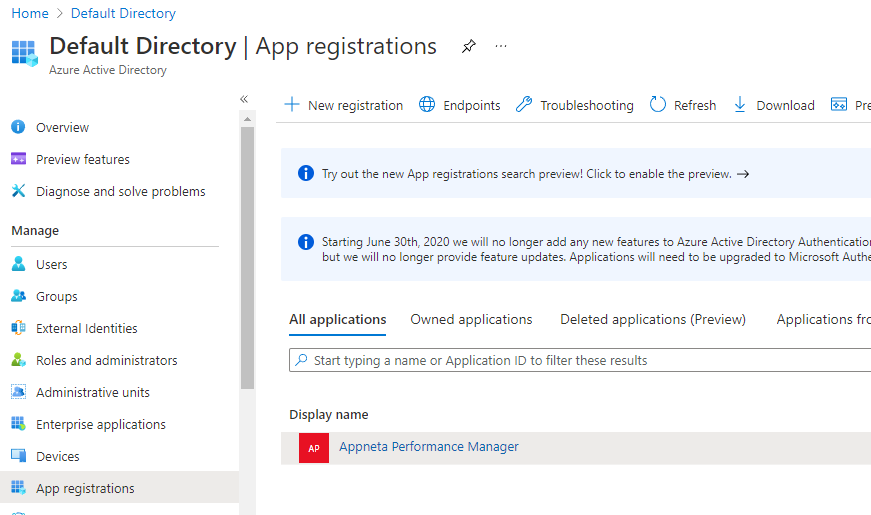 Home > Default Directory
Default Directory | App registrations
Azure Active Directory
Overview
Preview features
Diagnose and solve problems
Manage
Users
Groups
External Identities
Roles and administrators
Administrative units
Enterprise applications
Devices
App registrations
New registration Endpoints Troubleshooting Refresh Download Pre
Try out the new App registrations search preview! Click to enable the preview. →
Starting June 30th, 2020 we will no longer add any new features to Azure Active Directory Authentication
but we will no longer provide feature updates. Applications will need to be upgraded to Microsoft Authe
All applications Owned applications Deleted applications (Preview) Applications fro
Start typing a name or Application ID to filter these results
Display name
AP Appneta Performance Manager